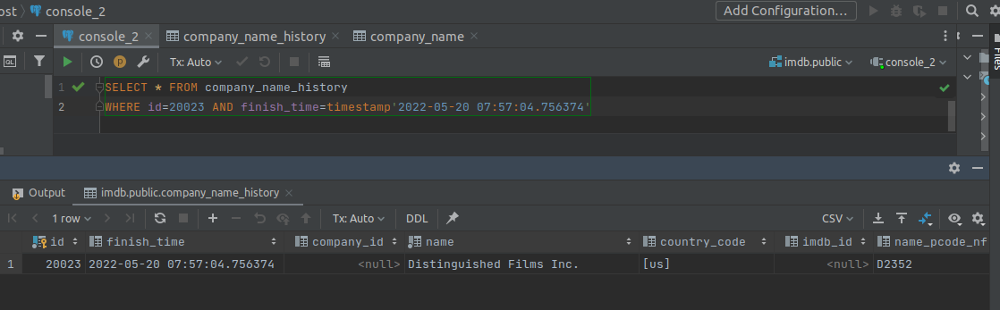 ost console_2
Add Configuration...
console_2 company_name_history company_name
Files
QL p Tx: Auto imdb.public console_2
1 SELECT * FROM company_name_history
2 WHERE id=20023 AND finish_time=timestamp'2022-05-20 07:57:04.756374'
Output imdb.public.company_name_history
1 row Tx: Auto DDL CSV
id finish_time company_id name country_code imdb_id name_pcode_nf
1 20023 2022-05-20 07:57:04.756374 <null> Distinguished Films Inc. [us] <null> D2352